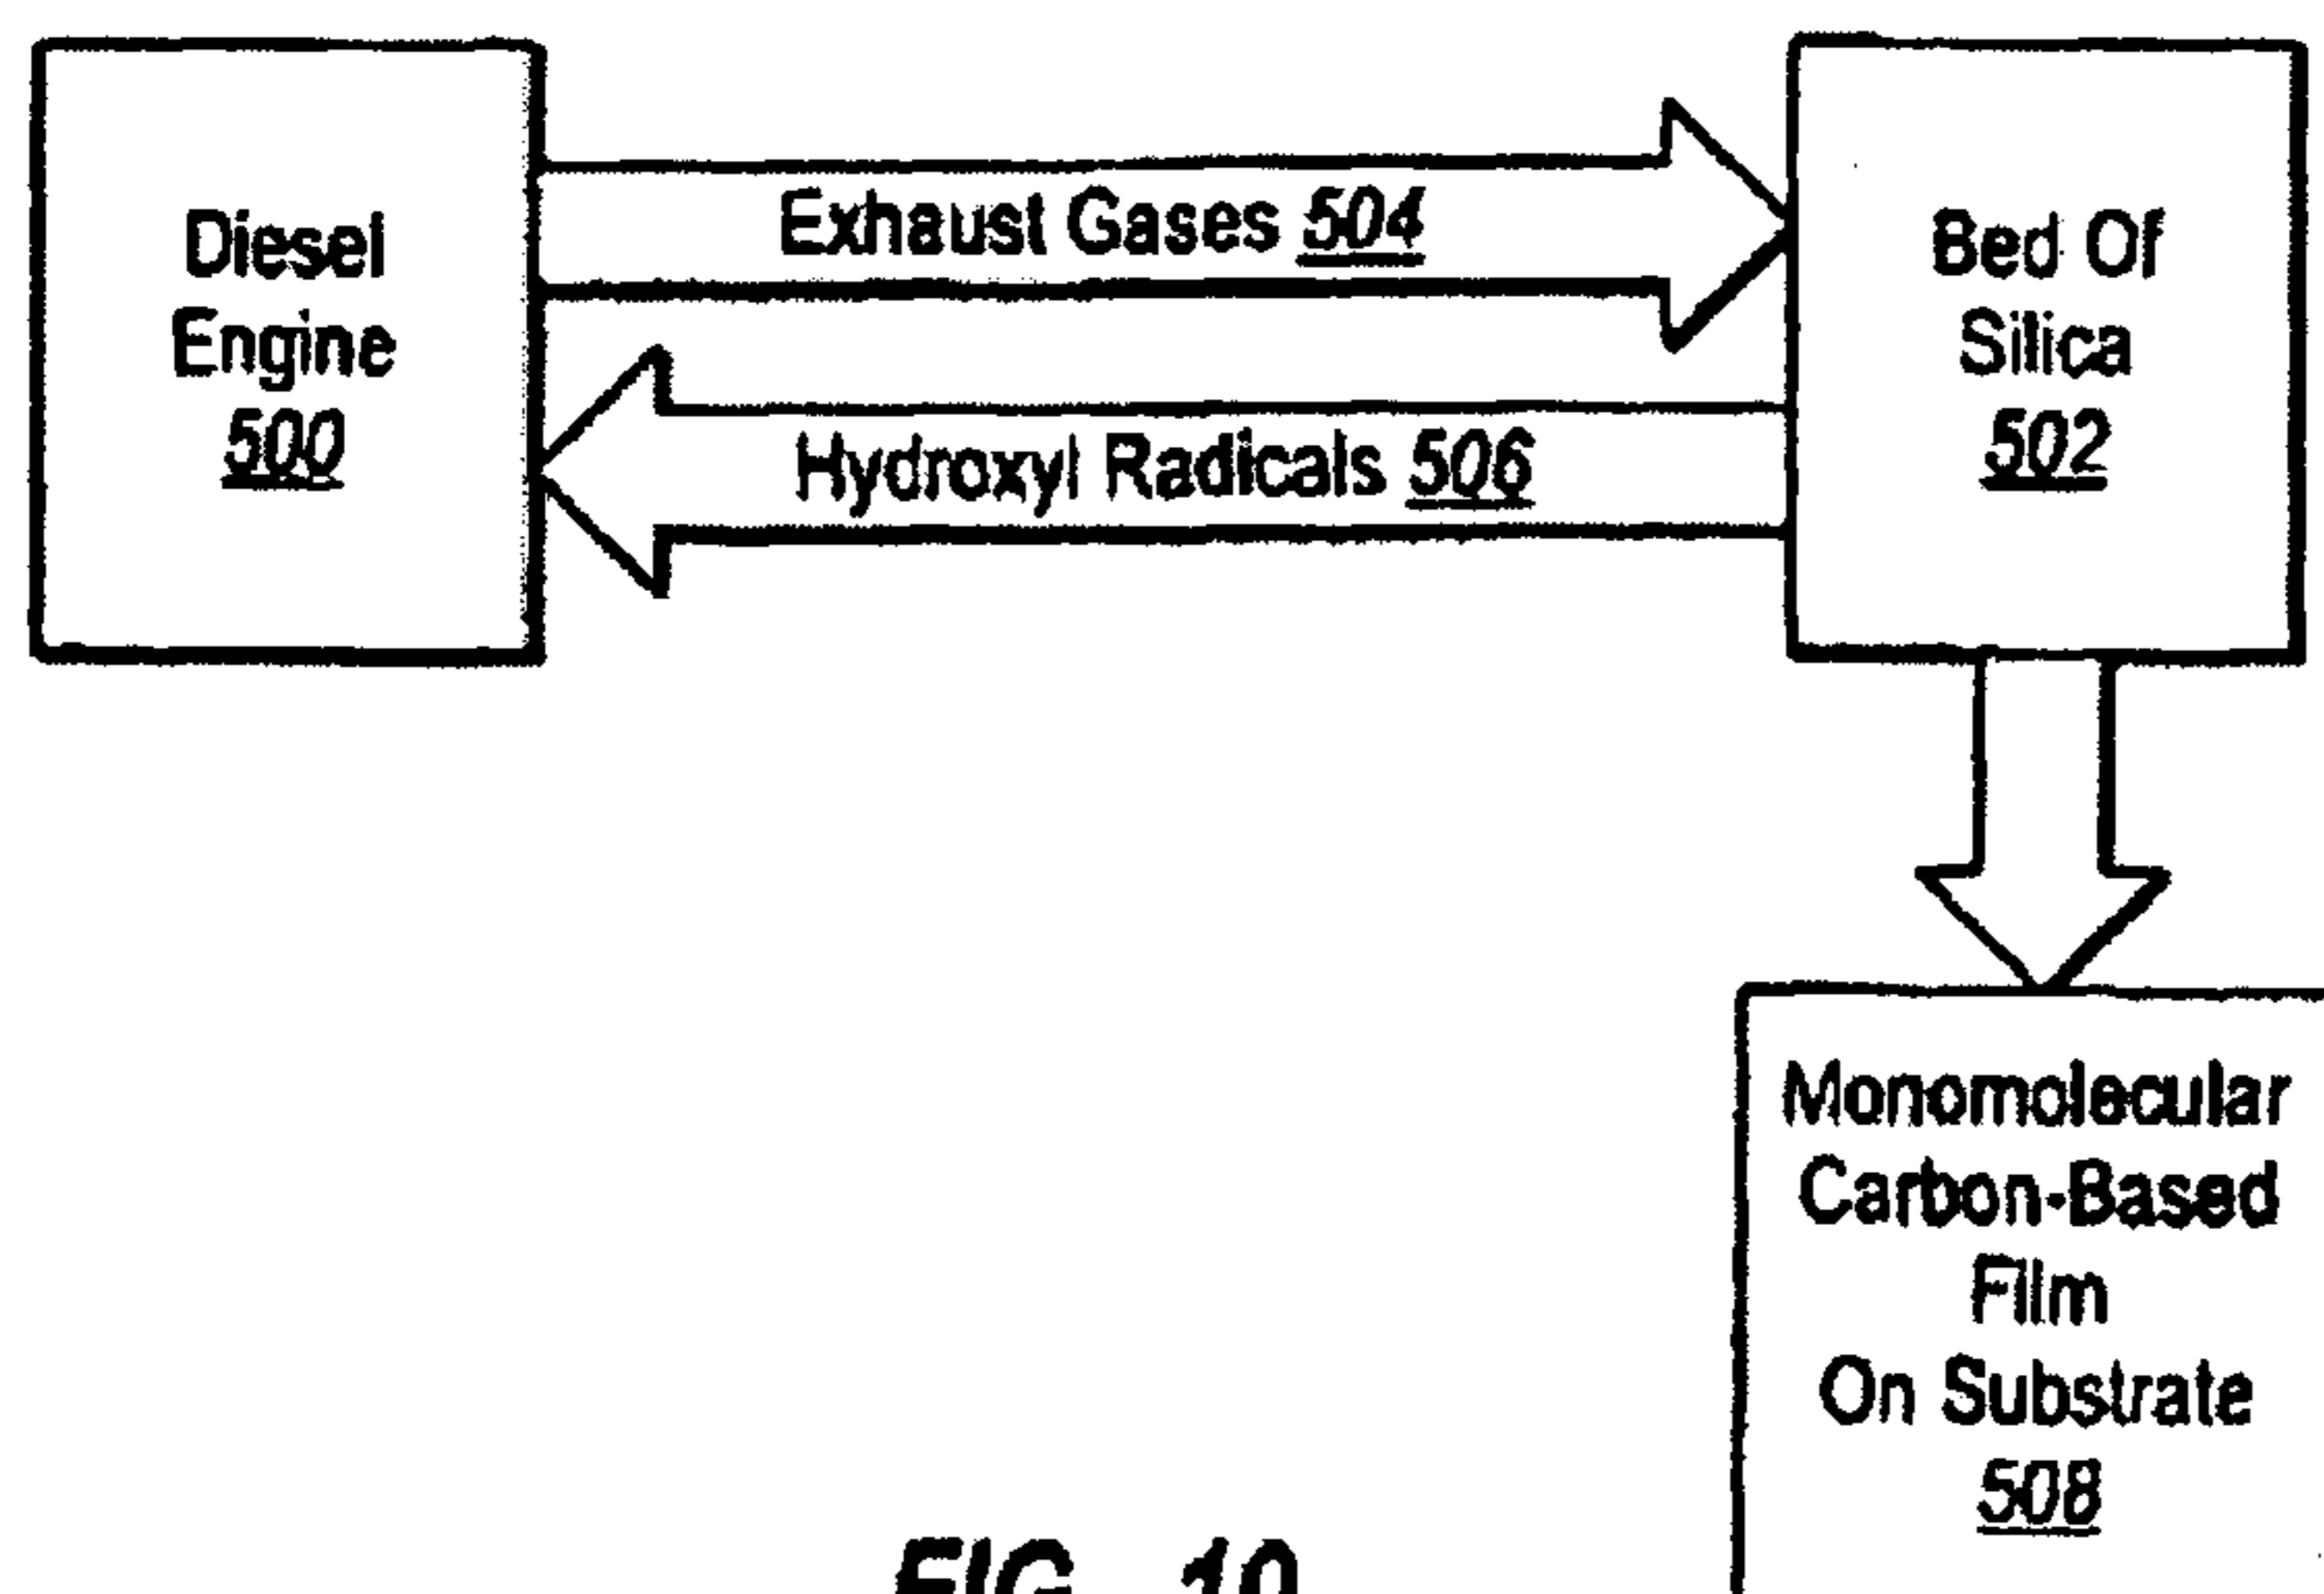 Diesel
Engine
500
Exhaust Gases 504
Hydroxyl Radicals 506
Bed Of
Silica
502
Monomolecular
Carbon-Based
Film
On Substrate
508
FIG. 10